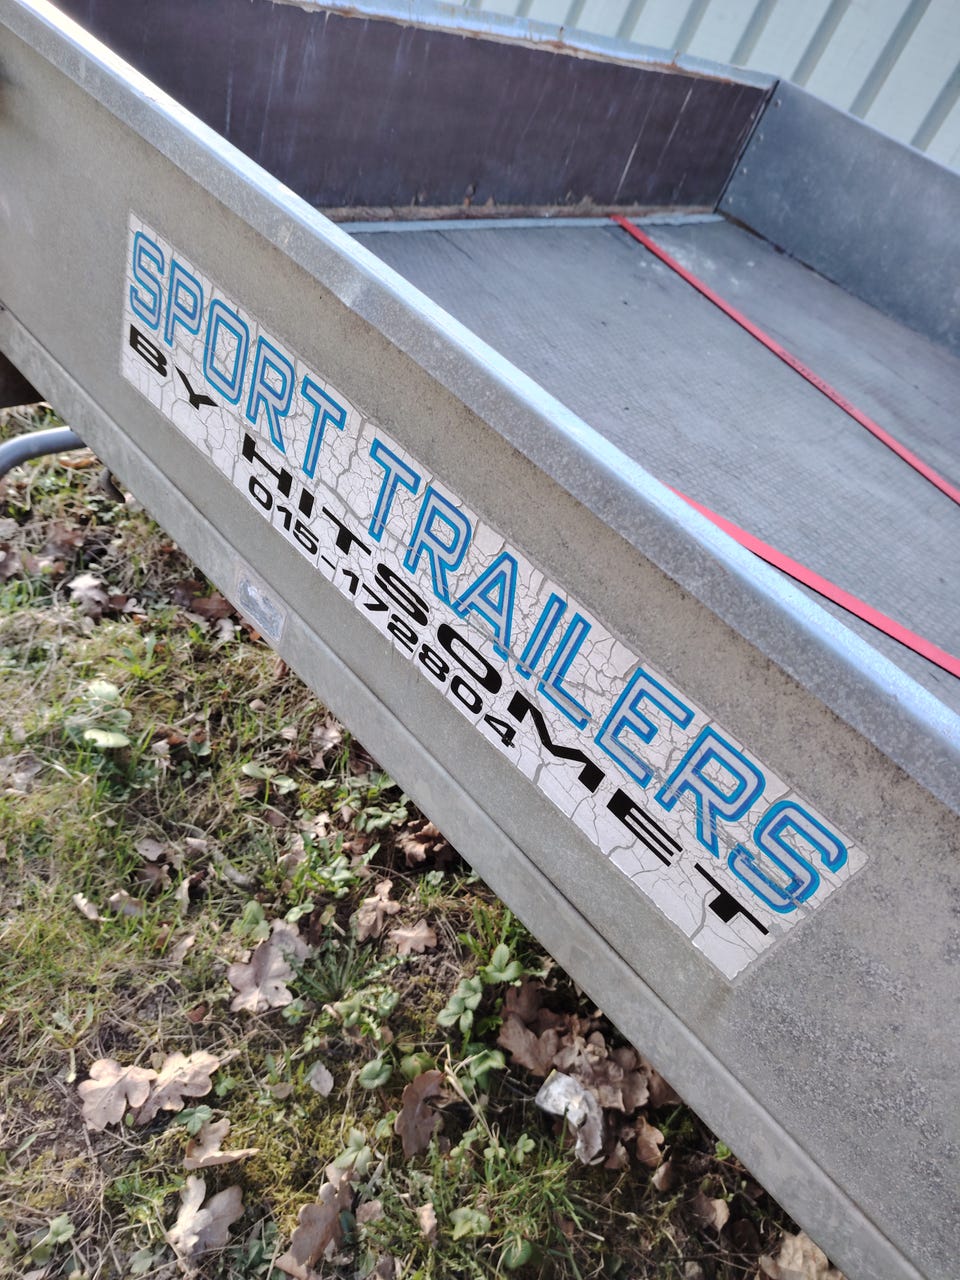 SPORT TRAILERS
BY HITSOMET
015-172804